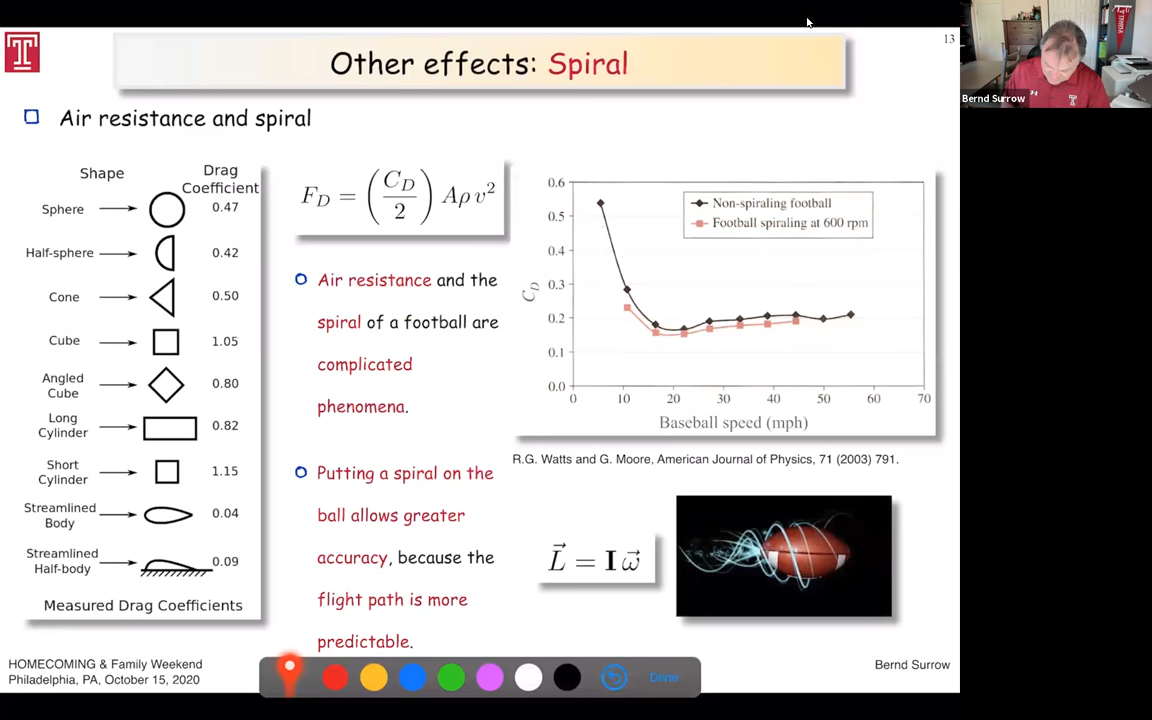 13
Other effects: Spiral
Bernd Surrow
Air resistance and spiral
Shape
Drag
Coefficient
Sphere 0.47
Half-sphere 0.42
Cone 0.50
Cube 1.05
Angled
Cube 0.80
Long
Cylinder 0.82
Short
Cylinder 1.15
Streamlined
Body 0.04
Streamlined
Half-body 0.09
Measured Drag Coefficients
F_D = (C_D/2) Aρv²
Air resistance and the
spiral of a football are
complicated
phenomena.
Putting a spiral on the
ball allows greater
accuracy, because the
flight path is more
predictable.
Non-spiraling football
Football spiraling at 600 rpm
C_D
0.6
0.5
0.4
0.3
0.2
0.1
0.0
0 10 20 30 40 50 60 70
Baseball speed (mph)
R.G. Watts and G. Moore, American Journal of Physics, 71 (2003) 791.
L⃗ = I ω⃗
HOMECOMING & Family Weekend
Philadelphia, PA, October 15, 2020
Done
Bernd Surrow